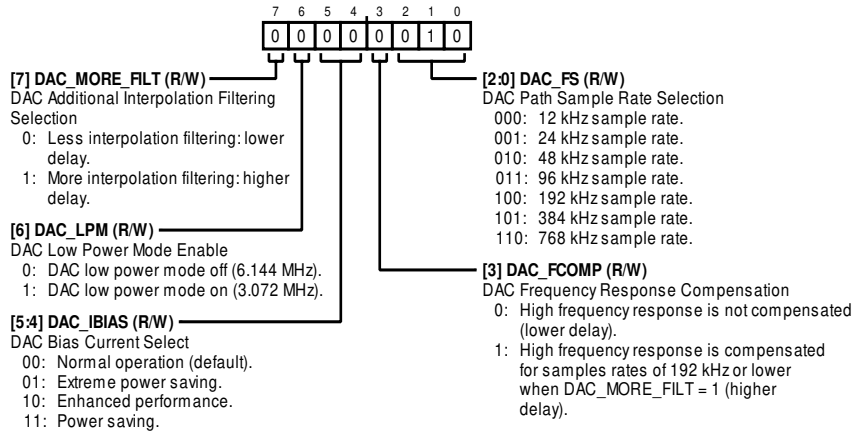 7 6 5 4 3 2 1 0
0 0 0 0 0 0 1 0
[7] DAC_MORE_FILT (R/W)
DAC Additional Interpolation Filtering
Selection
0: Less interpolation filtering: lower
delay.
1: More interpolation filtering: higher
delay.
[6] DAC_LPM (R/W)
DAC Low Power Mode Enable
0: DAC low power mode off (6.144 MHz).
1: DAC low power mode on (3.072 MHz).
[5:4] DAC_IBIAS (R/W)
DAC Bias Current Select
00: Normal operation (default).
01: Extreme power saving.
10: Enhanced performance.
11: Power saving.
[2:0] DAC_FS (R/W)
DAC Path Sample Rate Selection
000: 12 kHz sample rate.
001: 24 kHz sample rate.
010: 48 kHz sample rate.
011: 96 kHz sample rate.
100: 192 kHz sample rate.
101: 384 kHz sample rate.
110: 768 kHz sample rate.
[3] DAC_FCOMP (R/W)
DAC Frequency Response Compensation
0: High frequency response is not compensated
(lower delay).
1: High frequency response is compensated
for samples rates of 192 kHz or lower
when DAC_MORE_FILT = 1 (higher
delay).